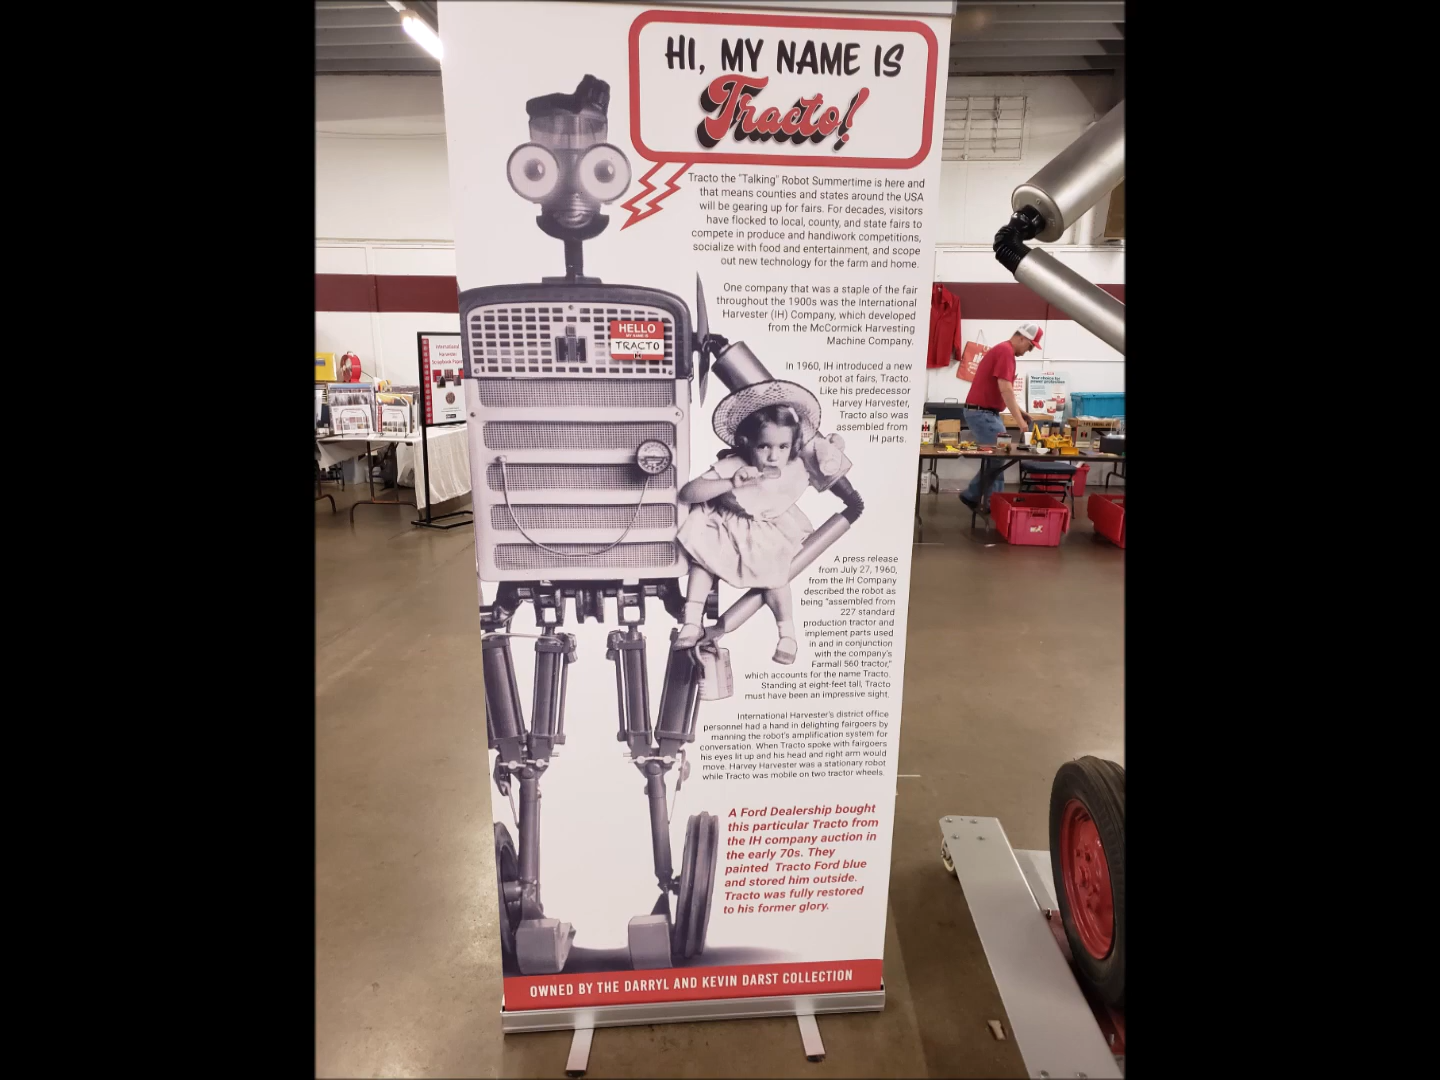 HI, MY NAME IS
Tracto!
Tracto the "Talking" Robot Summertime is here and
that means counties and states around the USA
will be gearing up for fairs. For decades, visitors
have flocked to local, county, and state fairs to
compete in produce and handiwork competitions,
socialize with food and entertainment, and scope
out new technology for the farm and home.
One company that was a staple of the fair
throughout the 1900s was the International
Harvester (IH) Company, which developed
from the McCormick Harvesting
Machine Company.
HELLO
MY NAME IS
TRACTO
In 1960, IH introduced a new
robot at fairs, Tracto.
Like his predecessor
Harvey Harvester,
Tracto also was
assembled from
IH parts.
A press release
from July 27, 1960,
from the IH Company
described the robot as
being "assembled from
227 standard
production tractor and
implement parts used
in and in conjunction
with the company's
Farmall 560 tractor,"
which accounts for the name Tracto.
Standing at eight-feet tall, Tracto
must have been an impressive sight.
International Harvester's district office
personnel had a hand in delighting fairgoers by
manning the robot's amplification system for
conversation. When Tracto spoke with fairgoers
his eyes lit up and his head and right arm would
move. Harvey Harvester was a stationary robot
while Tracto was mobile on two tractor wheels.
A Ford Dealership bought
this particular Tracto from
the IH company auction in
the early 70s. They
painted Tracto Ford blue
and stored him outside.
Tracto was fully restored
to his former glory.
OWNED BY THE DARRYL AND KEVIN DARST COLLECTION
International
Harvester